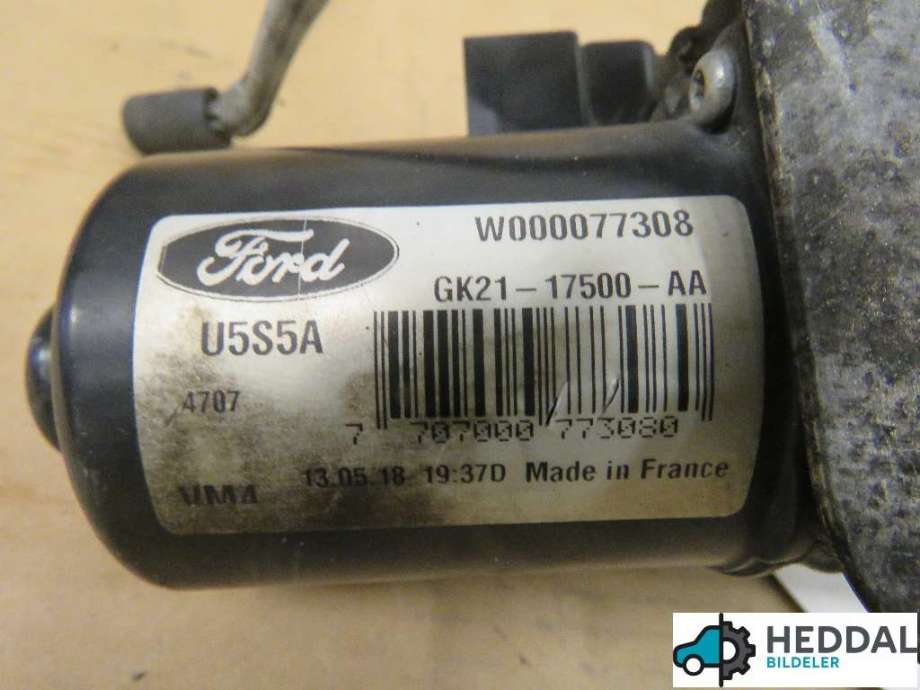 Ford
W000077308
GK21-17500-AA
U5S5A
4707
7 707000 773080
13.05.18 19:37D Made in France
VM4
HEDDAL
BILDELER